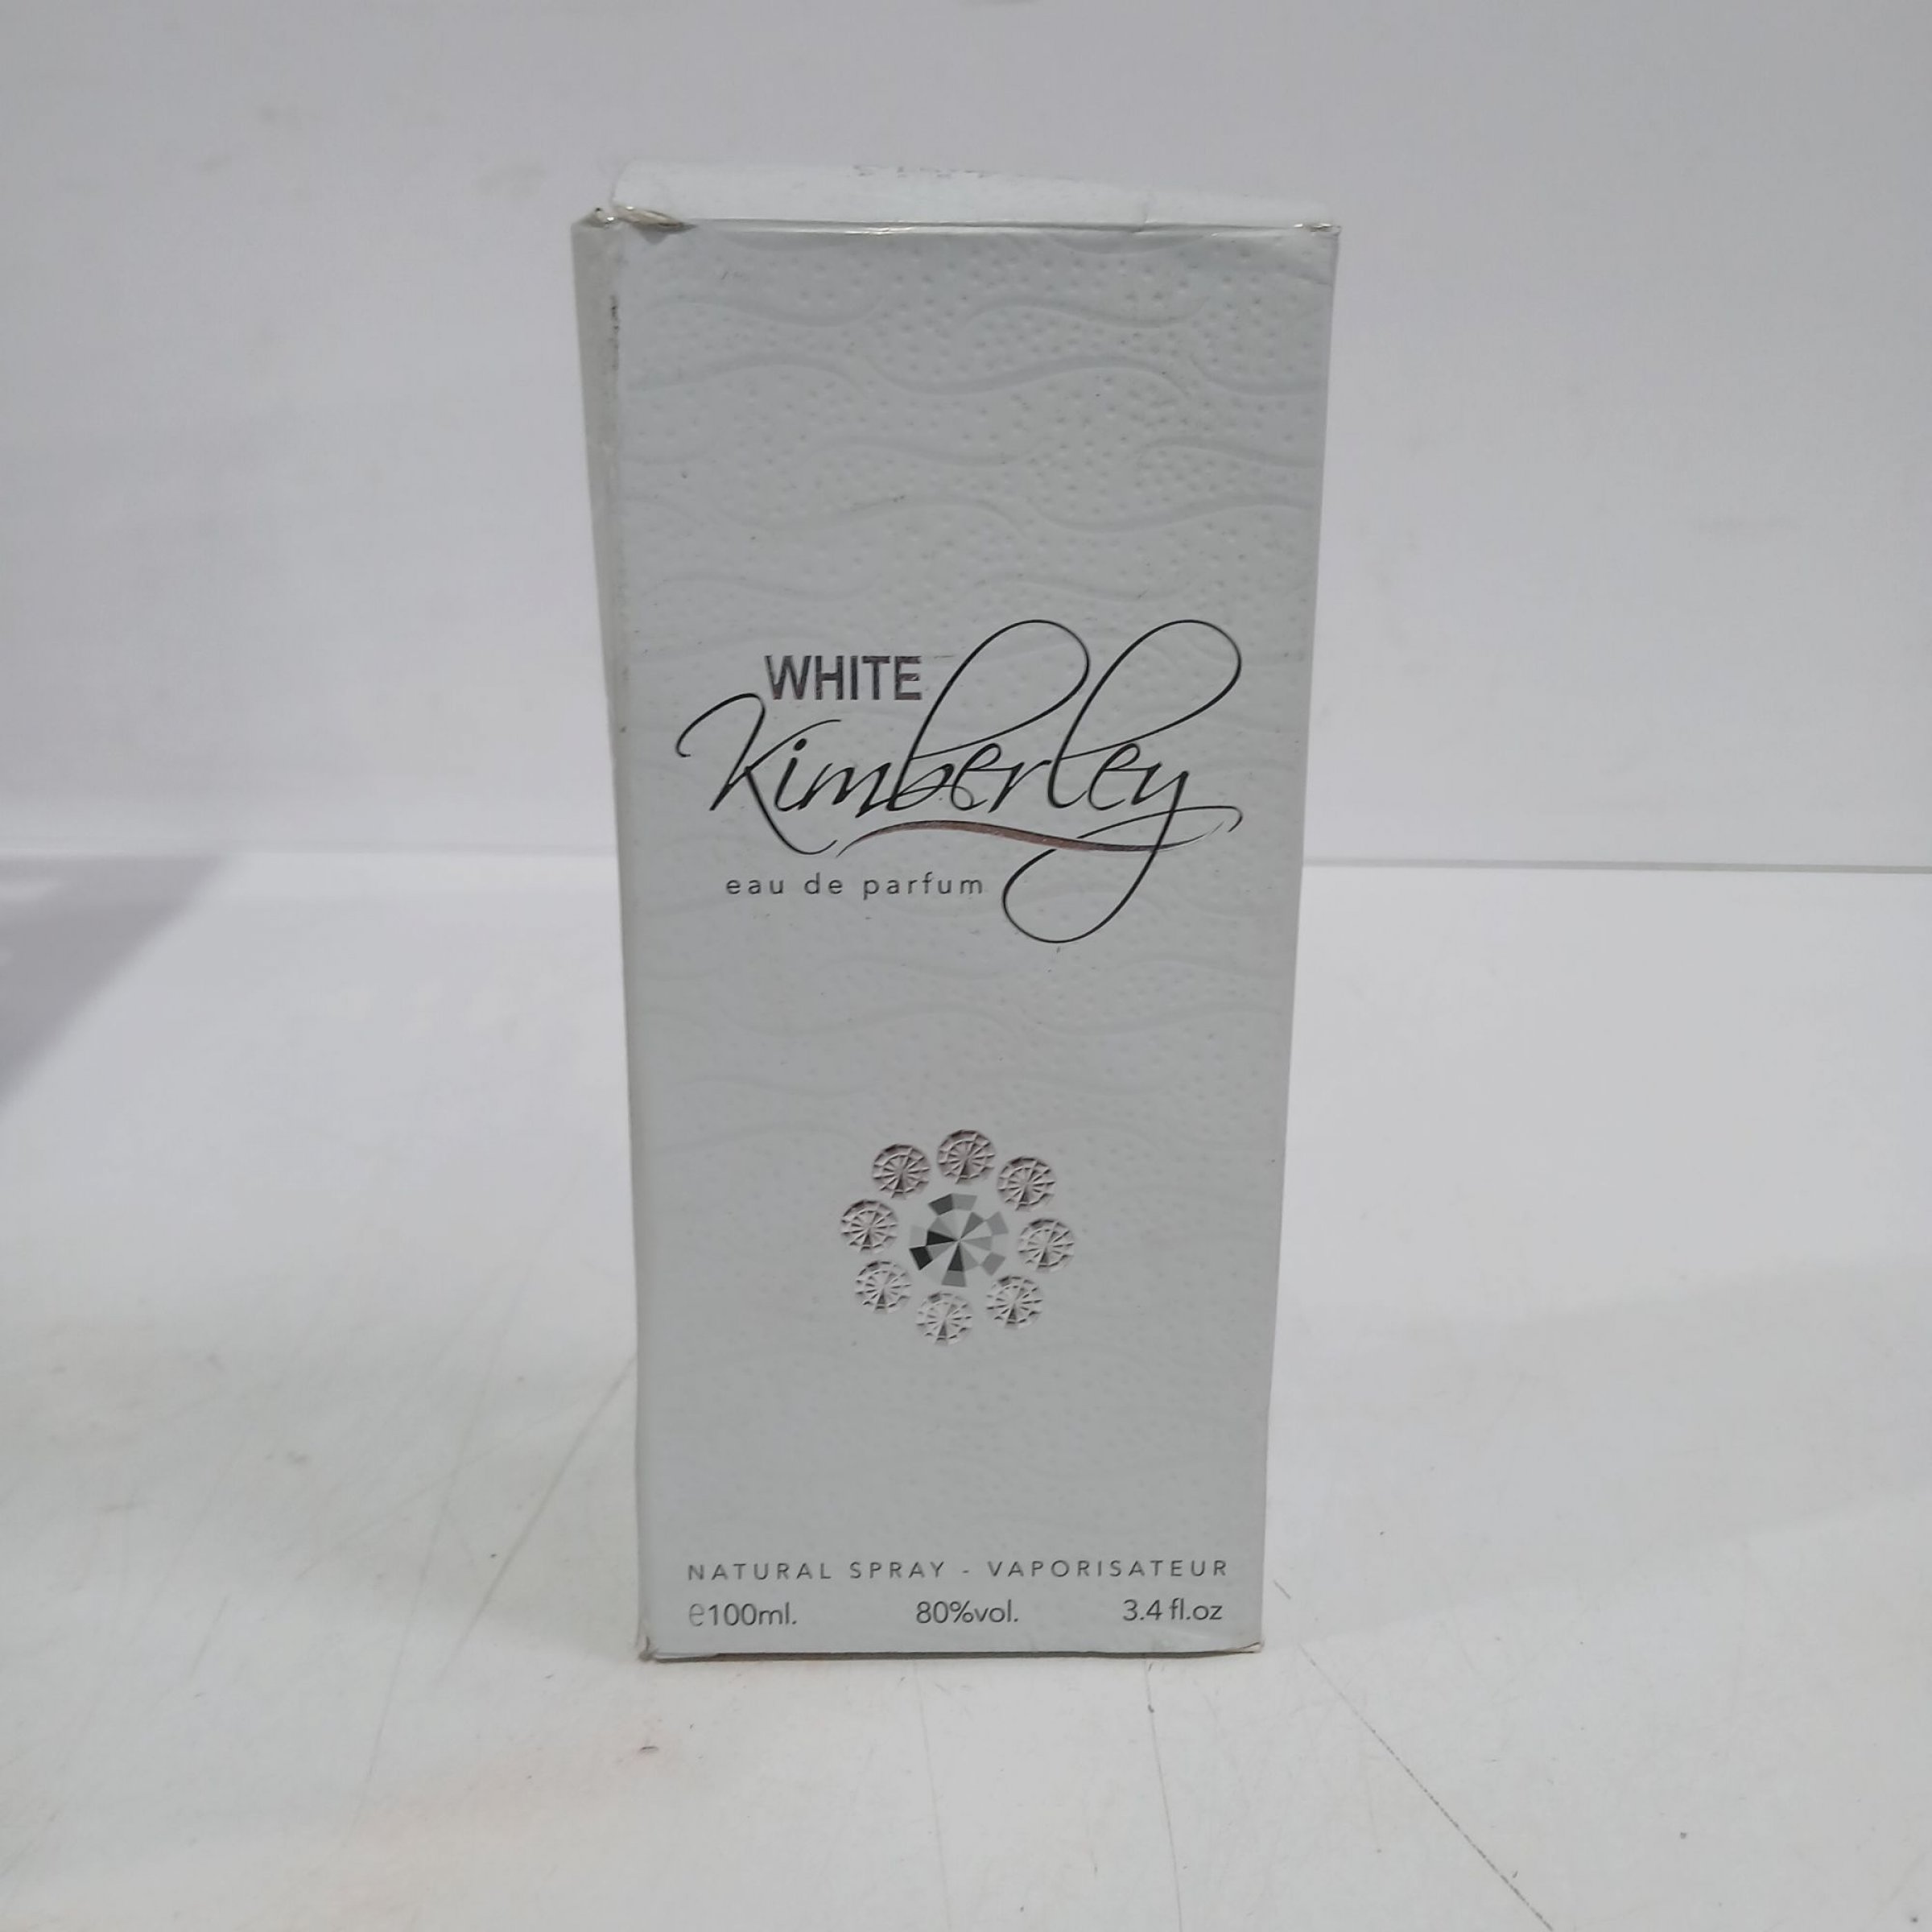 WHITE
Kimberley
eau de parfum
NATURAL SPRAY - VAPORISATEUR
℮100ml. 80%vol. 3.4 fl.oz